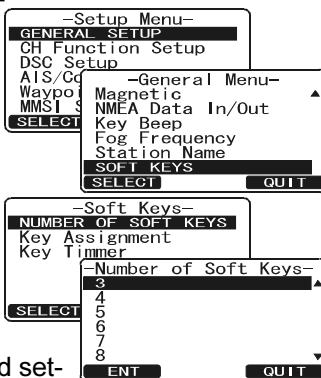 -Setup Menu-
GENERAL SETUP
CH Function Setup
DSC Setup
AIS/Co
Waypoi
MMSI S
SELECT
-General Menu-
Magnetic
NMEA Data In/Out
Key Beep
Fog Frequency
Station Name
SOFT KEYS
SELECT QUIT
-Soft Keys-
NUMBER OF SOFT KEYS
Key Assignment
Key Timmer
SELECT
-Number of Soft Keys-
3
4
5
6
7
8
ENT QUIT
d set-